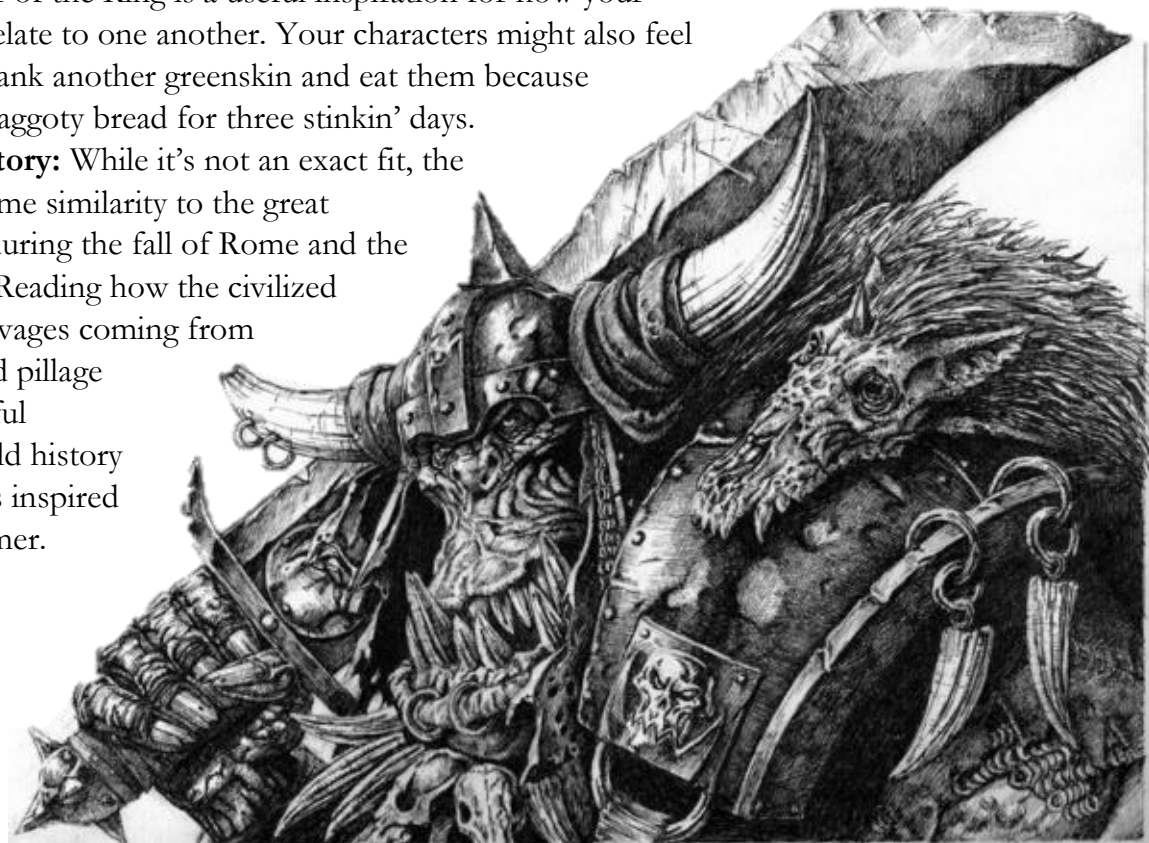 r of the Ring is a useful inspiration for how your
elate to one another. Your characters might also feel
ank another greenskin and eat them because
aggoty bread for three stinkin’ days.
tory: While it’s not an exact fit, the
me similarity to the great
during the fall of Rome and the
Reading how the civilized
vages coming from
d pillage
ful
ld history
s inspired
ner.